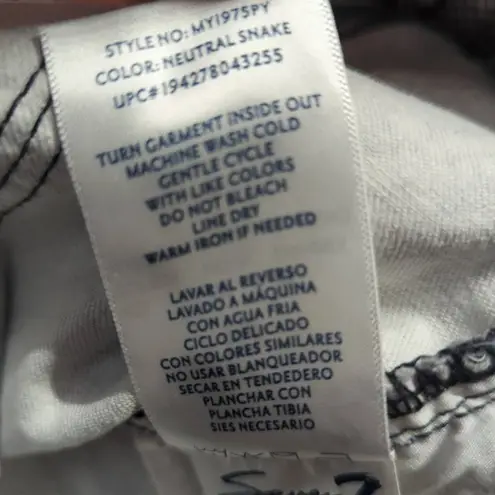 STYLE NO: MY1975PY
COLOR: NEUTRAL SNAKE
UPC# 194278043255
TURN GARMENT INSIDE OUT
MACHINE WASH COLD
GENTLE CYCLE
WITH LIKE COLORS
DO NOT BLEACH
LINE DRY
WARM IRON IF NEEDED
LAVAR AL REVERSO
LAVADO A MÁQUINA
CON AGUA FRIA
CICLO DELICADO
CON COLORES SIMILARES
NO USAR BLANQUEADOR
SECAR EN TENDEDERO
PLANCHAR CON
PLANCHA TIBIA
SIES NECESARIO